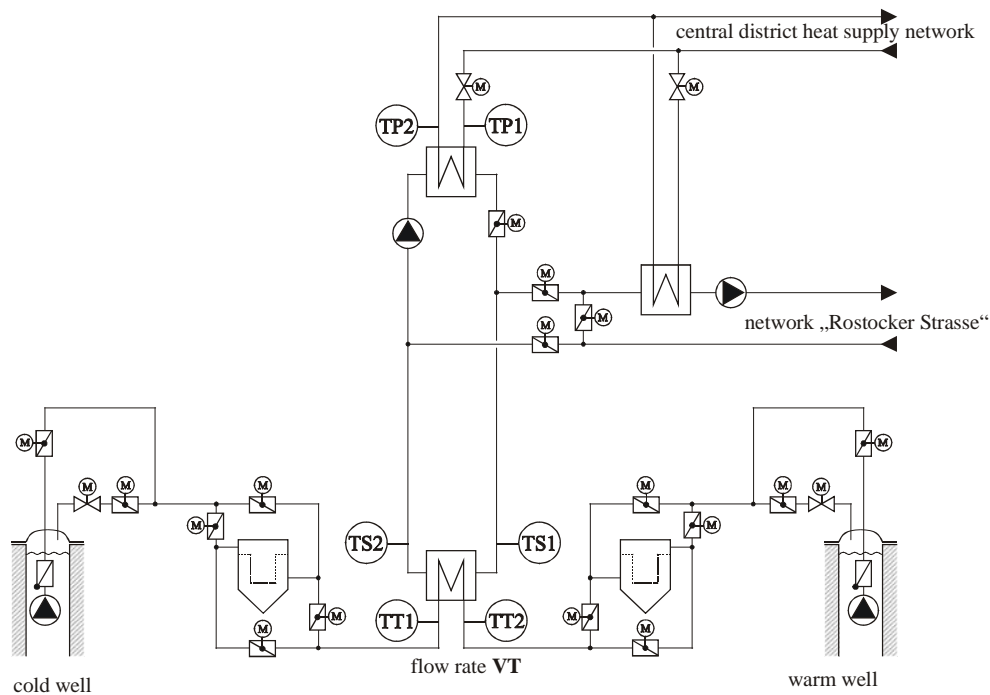 central district heat supply network
M
M
TP2
TP1
M
M
M
M
network „Rostocker Strasse“
M
M
M
M
M
M
M
M
M
M
M
TS2
TS1
M
M
TT1
TT2
M
M
flow rate VT
cold well
warm well